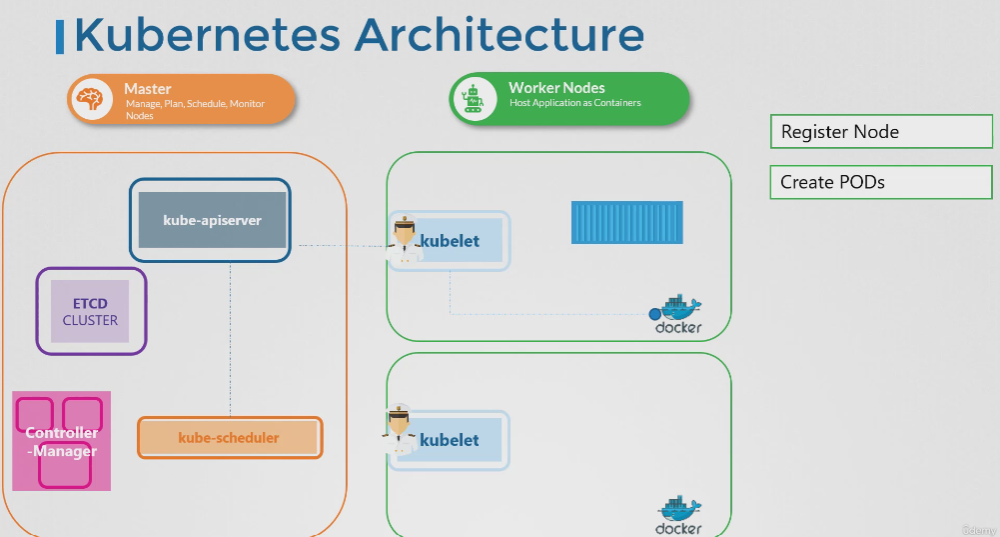 Kubernetes Architecture
Master
Manage, Plan, Schedule, Monitor
Nodes
Worker Nodes
Host Application as Containers
Register Node
Create PODs
kube-apiserver
kubelet
ETCD
CLUSTER
docker
Controller
-Manager
kube-scheduler
kubelet
docker
ûdemy